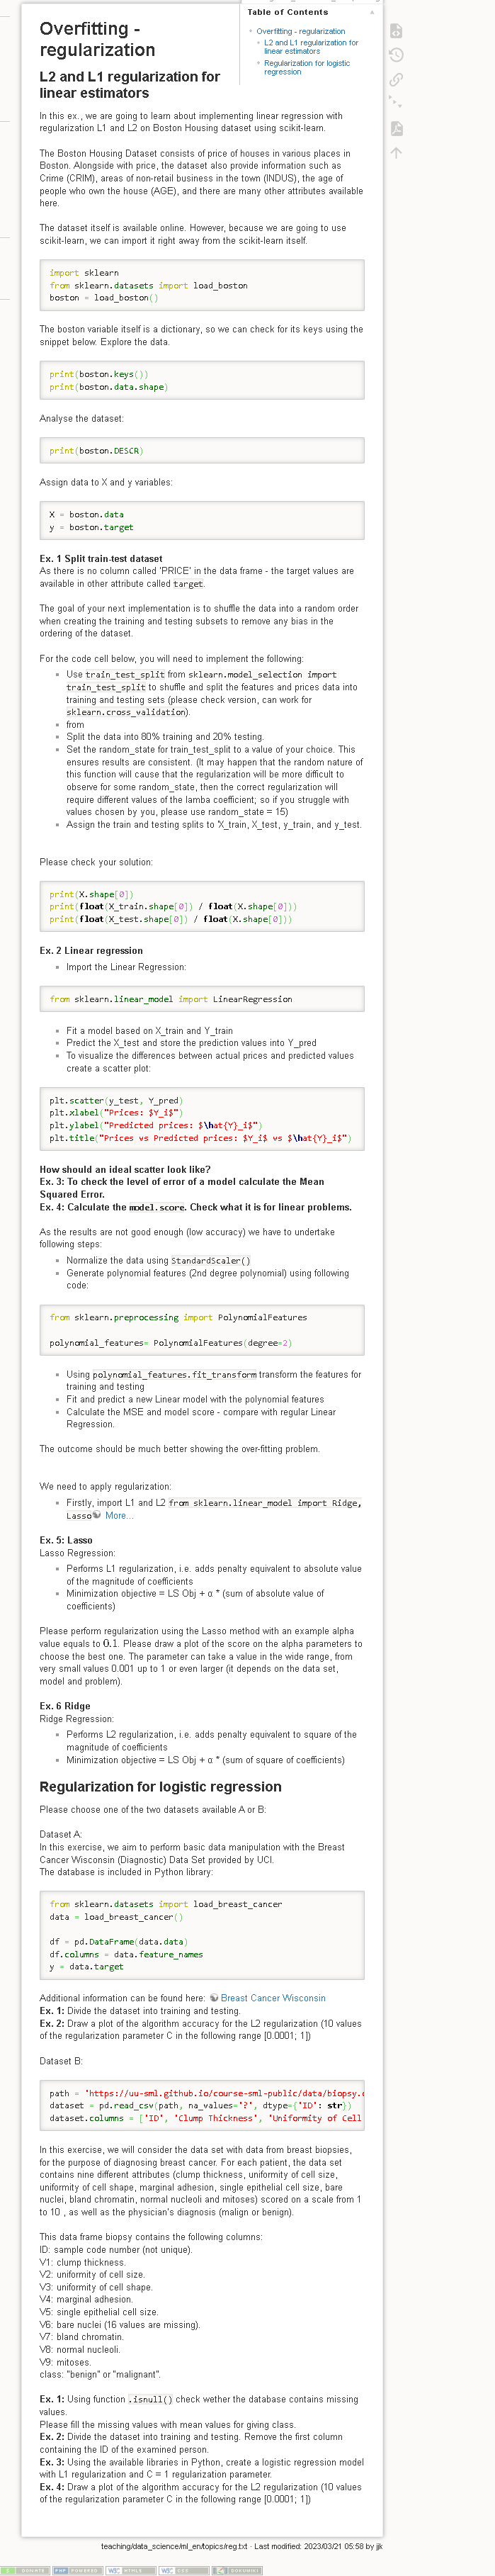 Table of Contents
Overfitting - regularization
L2 and L1 regularization for
linear estimators
Regularization for logistic
regression
Overfitting -
regularization
L2 and L1 regularization for
linear estimators
In this ex., we are going to learn about implementing linear regression with
regularization L1 and L2 on Boston Housing dataset using scikit-learn.
The Boston Housing Dataset consists of price of houses in various places in
Boston. Alongside with price, the dataset also provide information such as
Crime (CRIM), areas of non-retail business in the town (INDUS), the age of
people who own the house (AGE), and there are many other attributes available
here.
The dataset itself is available online. However, because we are going to use
scikit-learn, we can import it right away from the scikit-learn itself.
import sklearn
from sklearn.datasets import load_boston
boston = load_boston()
The boston variable itself is a dictionary, so we can check for its keys using the
snippet below. Explore the data.
print(boston.keys())
print(boston.data.shape)
Analyse the dataset:
print(boston.DESCR)
Assign data to X and y variables:
X = boston.data
y = boston.target
Ex. 1 Split train-test dataset
As there is no column called 'PRICE' in the data frame - the target values are
available in other attribute called target.
The goal of your next implementation is to shuffle the data into a random order
when creating the training and testing subsets to remove any bias in the
ordering of the dataset.
For the code cell below, you will need to implement the following:
Use train_test_split from sklearn.model_selection import
train_test_split to shuffle and split the features and prices data into
training and testing sets (please check version, can work for
sklearn.cross_validation).
from
Split the data into 80% training and 20% testing.
Set the random_state for train_test_split to a value of your choice. This
ensures results are consistent. (It may happen that the random nature of
this function will cause that the regularization will be more difficult to
observe for some random_state, then the correct regularization will
require different values of the lamba coefficient; so if you struggle with
values chosen by you, please use random_state = 15)
Assign the train and testing splits to 'X_train, X_test, y_train, and y_test.
Please check your solution:
print(X.shape[0])
print(float(X_train.shape[0]) / float(X.shape[0]))
print(float(X_test.shape[0]) / float(X.shape[0]))
Ex. 2 Linear regression
Import the Linear Regression:
from sklearn.linear_model import LinearRegression
Fit a model based on X_train and Y_train
Predict the X_test and store the prediction values into Y_pred
To visualize the differences between actual prices and predicted values
create a scatter plot:
plt.scatter(y_test, Y_pred)
plt.xlabel("Prices: $Y_i$")
plt.ylabel("Predicted prices: $\hat{Y}_i$")
plt.title("Prices vs Predicted prices: $Y_i$ vs $\hat{Y}_i$")
How should an ideal scatter look like?
Ex. 3: To check the level of error of a model calculate the Mean
Squared Error.
Ex. 4: Calculate the model.score. Check what it is for linear problems.
As the results are not good enough (low accuracy) we have to undertake
following steps:
Normalize the data using StandardScaler()
Generate polynomial features (2nd degree polynomial) using following
code:
from sklearn.preprocessing import PolynomialFeatures
polynomial_features= PolynomialFeatures(degree=2)
Using polynomial_features.fit_transform transform the features for
training and testing
Fit and predict a new Linear model with the polynomial features
Calculate the MSE and model score - compare with regular Linear
Regression.
The outcome should be much better showing the over-fitting problem.
We need to apply regularization:
Firstly, import L1 and L2 from sklearn.linear_model import Ridge,
Lasso More...
Ex. 5: Lasso
Lasso Regression:
Performs L1 regularization, i.e. adds penalty equivalent to absolute value
of the magnitude of coefficients
Minimization objective = LS Obj + α * (sum of absolute value of
coefficients)
Please perform regularization using the Lasso method with an example alpha
value equals to 0.1. Please draw a plot of the score on the alpha parameters to
choose the best one. The parameter can take a value in the wide range, from
very small values 0.001 up to 1 or even larger (it depends on the data set,
model and problem).
Ex. 6 Ridge
Ridge Regression:
Performs L2 regularization, i.e. adds penalty equivalent to square of the
magnitude of coefficients
Minimization objective = LS Obj + α * (sum of square of coefficients)
Regularization for logistic regression
Please choose one of the two datasets available A or B:
Dataset A:
In this exercise, we aim to perform basic data manipulation with the Breast
Cancer Wisconsin (Diagnostic) Data Set provided by UCI.
The database is included in Python library:
from sklearn.datasets import load_breast_cancer
data = load_breast_cancer()
df = pd.DataFrame(data.data)
df.columns = data.feature_names
y = data.target
Additional information can be found here: Breast Cancer Wisconsin
Ex. 1: Divide the dataset into training and testing.
Ex. 2: Draw a plot of the algorithm accuracy for the L2 regularization (10 values
of the regularization parameter C in the following range [0.0001; 1])
Dataset B:
path = 'https://uu-sml.github.io/course-sml-public/data/biopsy.c
dataset = pd.read_csv(path, na_values='?', dtype={'ID': str})
dataset.columns = ['ID', 'Clump Thickness', 'Uniformity of Cell
In this exercise, we will consider the data set with data from breast biopsies,
for the purpose of diagnosing breast cancer. For each patient, the data set
contains nine different attributes (clump thickness, uniformity of cell size,
uniformity of cell shape, marginal adhesion, single epithelial cell size, bare
nuclei, bland chromatin, normal nucleoli and mitoses) scored on a scale from 1
to 10 , as well as the physician's diagnosis (malign or benign).
This data frame biopsy contains the following columns:
ID: sample code number (not unique).
V1: clump thickness.
V2: uniformity of cell size.
V3: uniformity of cell shape.
V4: marginal adhesion.
V5: single epithelial cell size.
V6: bare nuclei (16 values are missing).
V7: bland chromatin.
V8: normal nucleoli.
V9: mitoses.
class: "benign" or "malignant".
Ex. 1: Using function .isnull() check wether the database contains missing
values.
Please fill the missing values with mean values for giving class.
Ex. 2: Divide the dataset into training and testing. Remove the first column
containing the ID of the examined person.
Ex. 3: Using the available libraries in Python, create a logistic regression model
with L1 regularization and C = 1 regularization parameter.
Ex. 4: Draw a plot of the algorithm accuracy for the L2 regularization (10 values
of the regularization parameter C in the following range [0.0001; 1])
teaching/data_science/ml_en/topics/reg.txt · Last modified: 2023/03/21 05:58 by jjk
DONATE
PHP POWERED
W3C HTML5
W3C CSS
DOKUWIKI